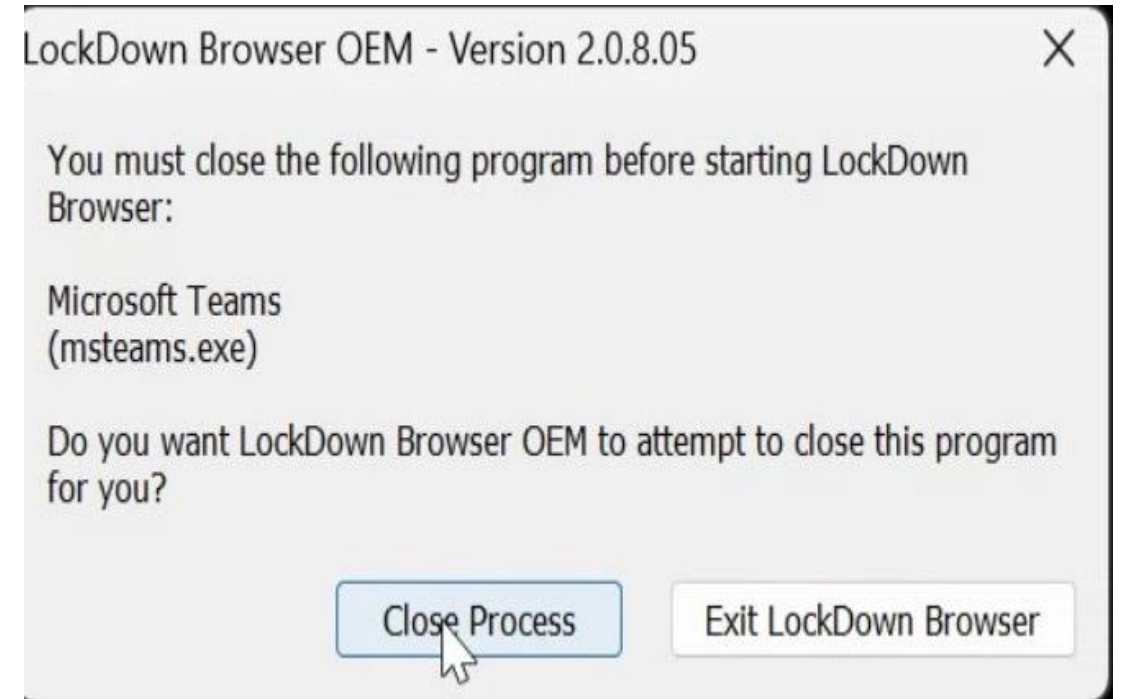 LockDown Browser OEM - Version 2.0.8.05
You must close the following program before starting LockDown
Browser:
Microsoft Teams
(msteams.exe)
Do you want LockDown Browser OEM to attempt to close this program
for you?
Close Process
Exit LockDown Browser